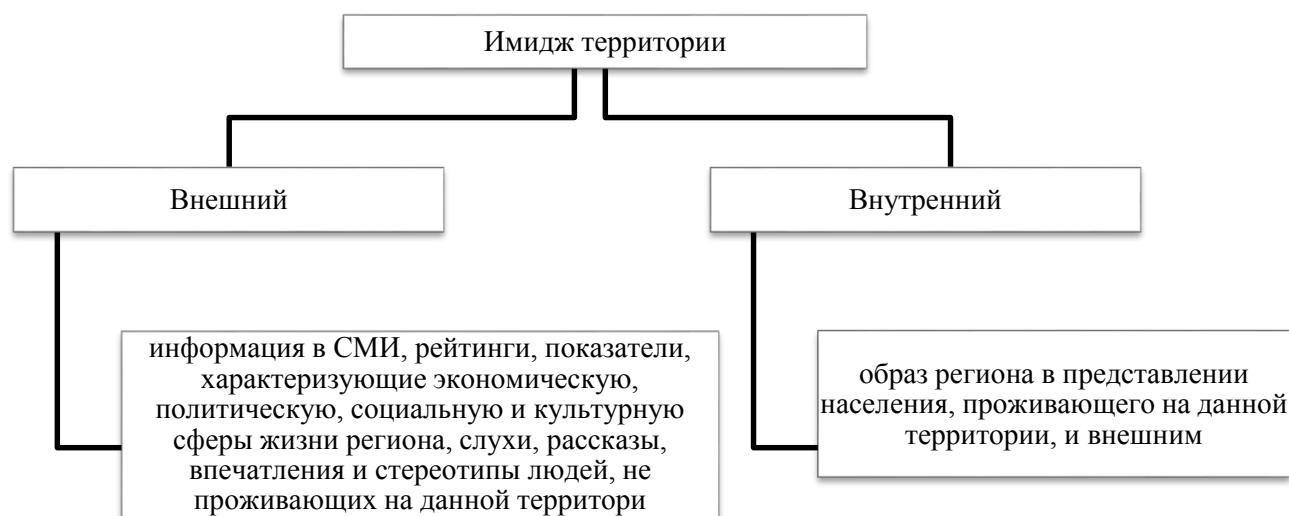 Имидж территории
Внешний
Внутренний
информация в СМИ, рейтинги, показатели,
характеризующие экономическую,
политическую, социальную и культурную
сферы жизни региона, слухи, рассказы,
впечатления и стереотипы людей, не
проживающих на данной територи
образ региона в представлении
населения, проживающего на данной
территории, и внешним